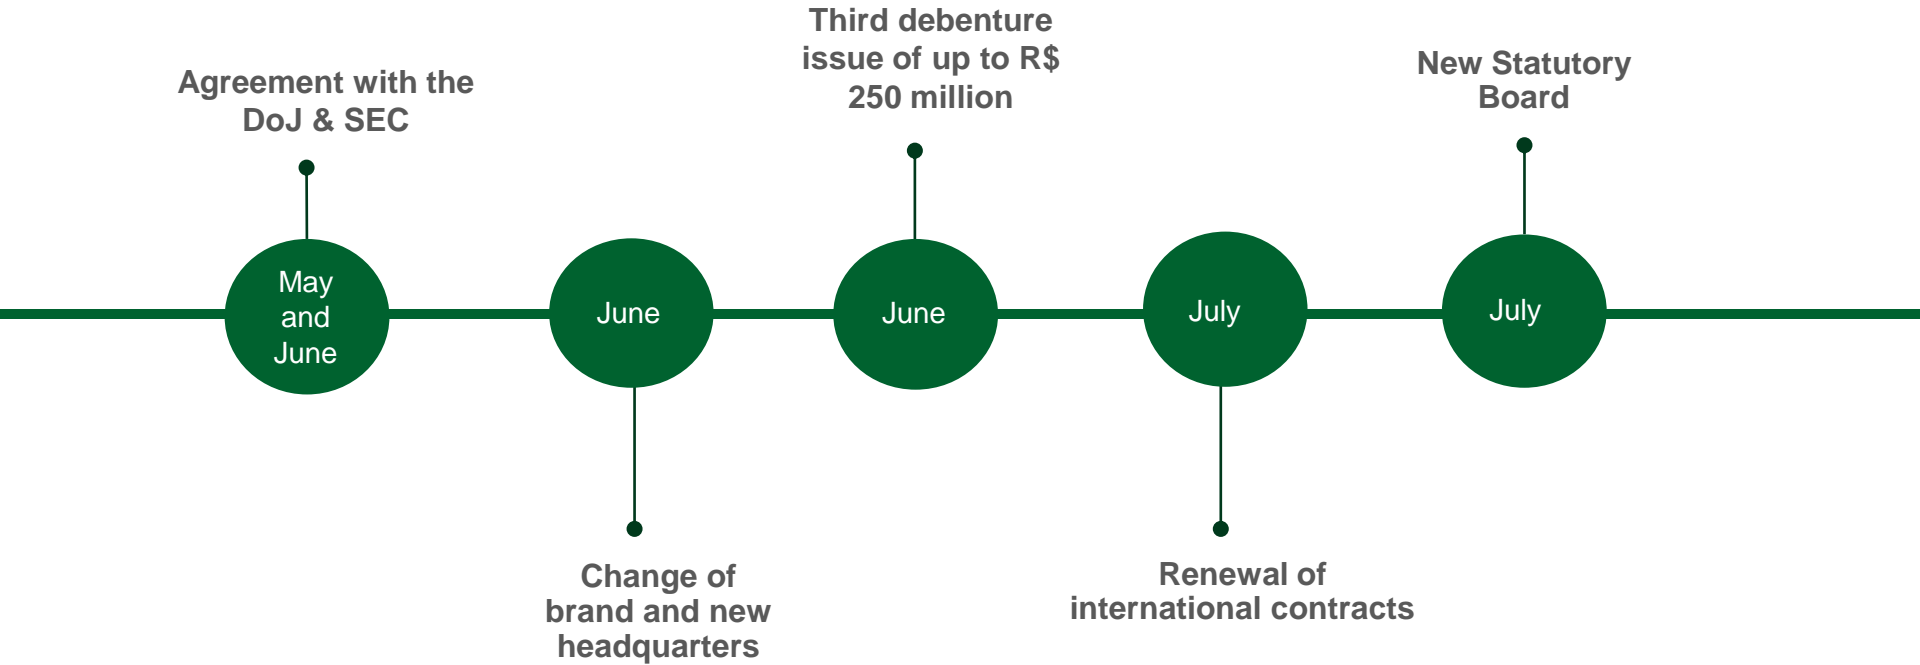 Agreement with the
DoJ & SEC
May
and
June
June
Change of
brand and new
headquarters
Third debenture
issue of up to R$
250 million
June
July
Renewal of
international contracts
New Statutory
Board
July